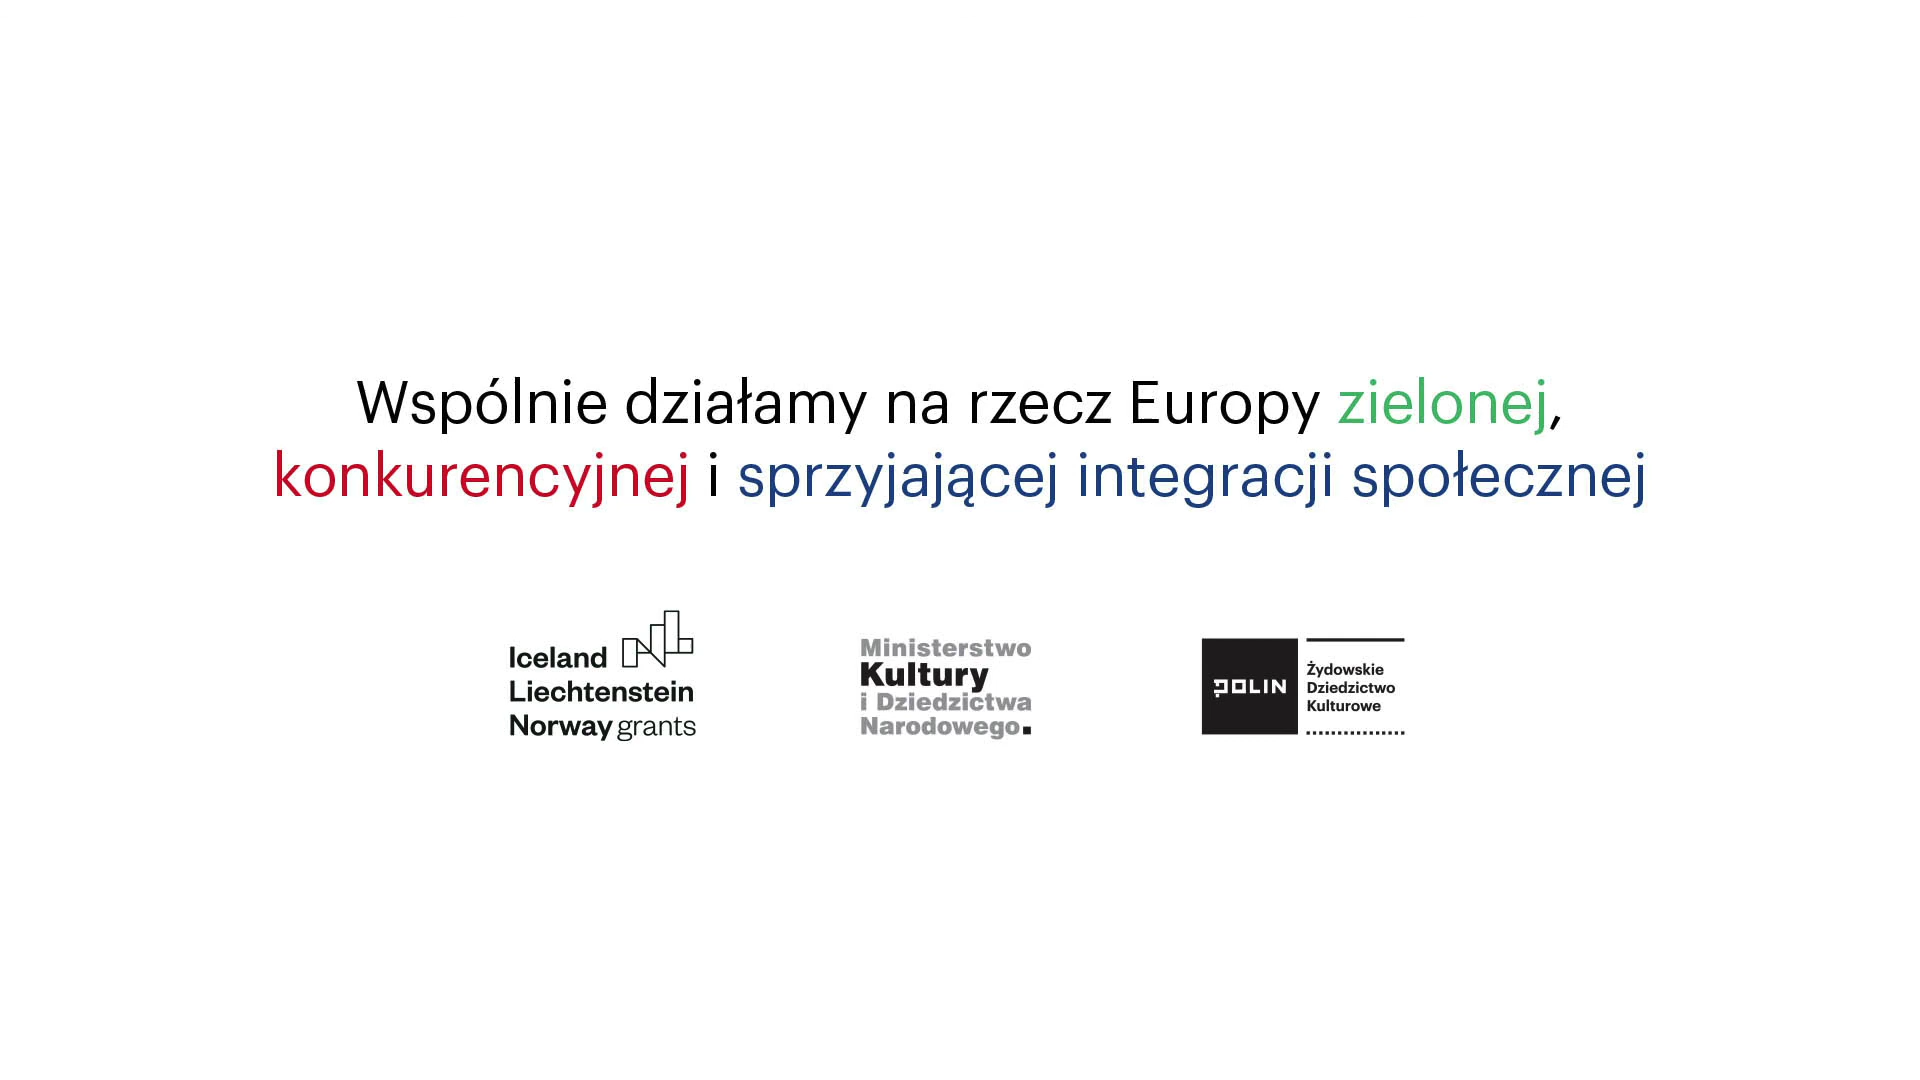 Wspólnie działamy na rzecz Europy zielonej,
konkurencyjnej i sprzyjającej integracji społecznej
Iceland
Liechtenstein
Norway grants
Ministerstwo
Kultury
i Dziedzictwa
Narodowego.
POLIN
Żydowskie
Dziedzictwo
Kulturowe